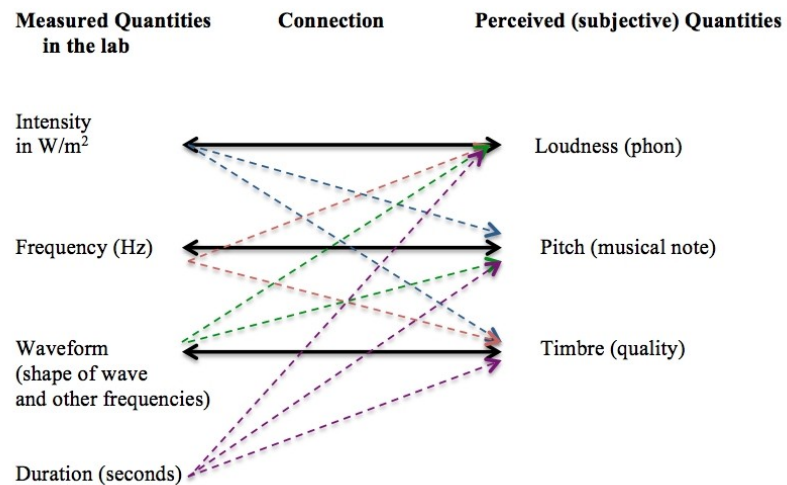 Measured Quantities Connection Perceived (subjective) Quantities
in the lab
Intensity
in W/m² Loudness (phon)
Frequency (Hz) Pitch (musical note)
Waveform Timbre (quality)
(shape of wave
and other frequencies)
Duration (seconds)